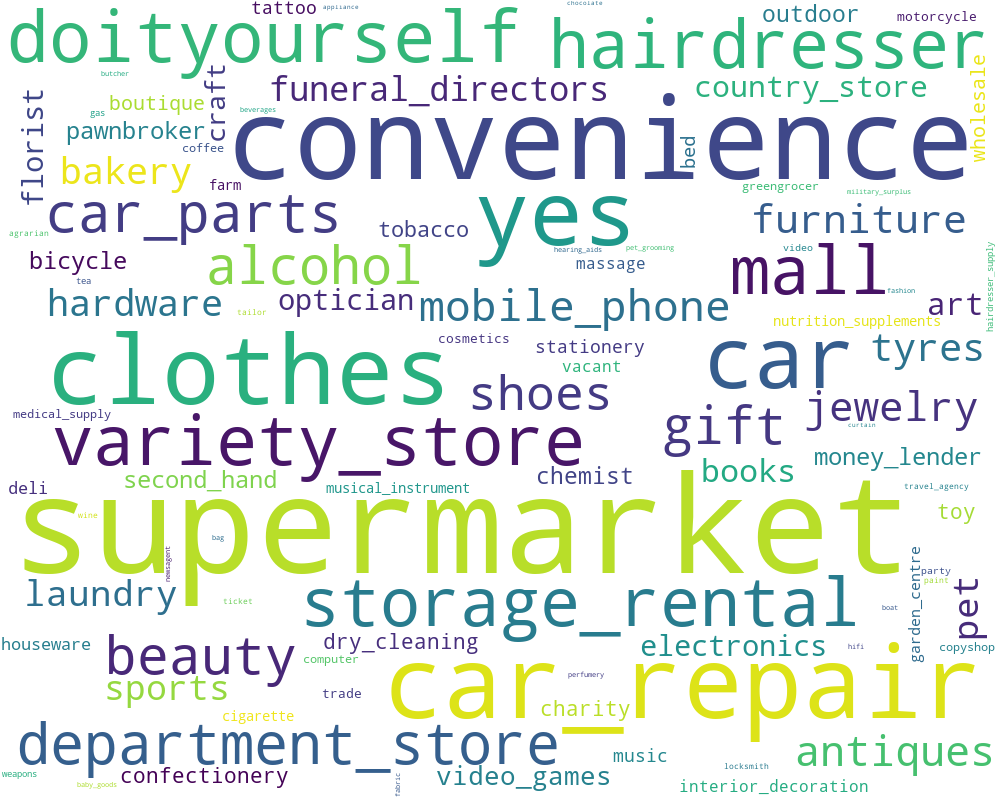 tattoo
appliance
chocolate
outdoor
motorcycle
doityourself
hairdresser
butcher
funeral_directors
country_store
wholesale
florist
boutique
craft
gas
beverages
convenience
pawnbroker
coffee
bed
bakery
farm
greengrocer
military_surplus
car_parts
yes
tobacco
furniture
agrarian
hearing_aids
pet_grooming
video
bicycle
alcohol
massage
mall
hairdresser_supply
tea
fashion
hardware
optician
mobile_phone
art
tailor
nutrition_supplements
clothes
cosmetics
stationery
car
tyres
vacant
shoes
jewelry
medical_supply
gift
curtain
variety_store
books
money_lender
second_hand
chemist
deli
musical_instrument
travel_agency
supermarket
toy
wine
bag
newsagent
garden_centre
party
paint
laundry
ticket
storage_rental
boat
pet
houseware
dry_cleaning
electronics
hifi
copyshop
beauty
computer
perfumery
sports
trade
car_repair
cigarette
charity
department_store
music
antiques
locksmith
weapons
baby_goods
confectionery
fabric
video_games
interior_decoration